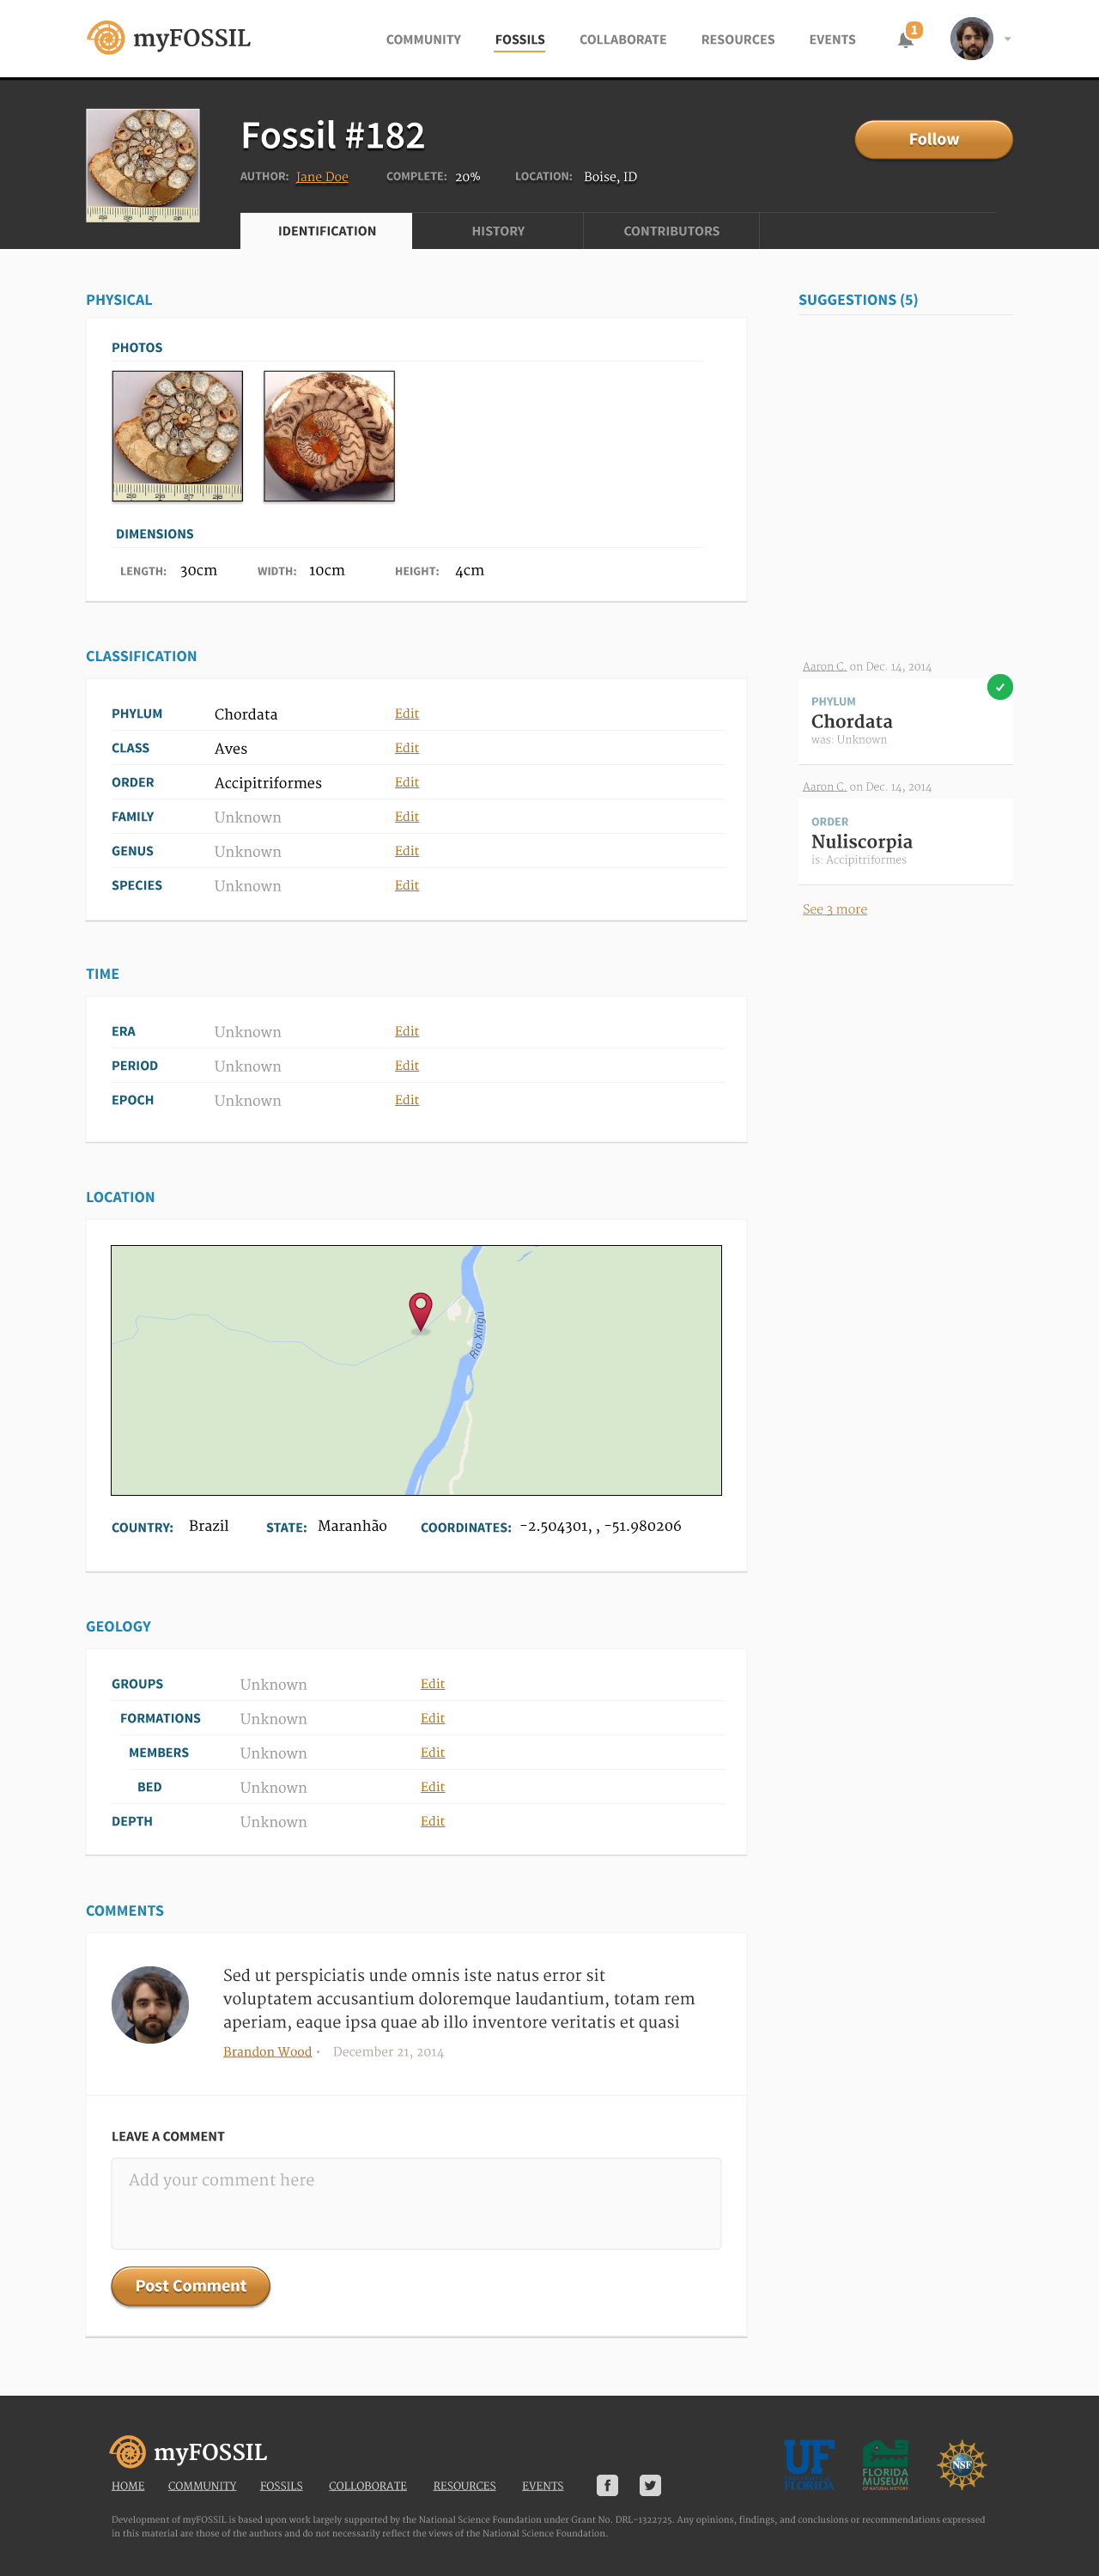 myFOSSIL
COMMUNITY FOSSILS COLLABORATE RESOURCES EVENTS 1
Fossil #182
Follow
AUTHOR: Jane Doe COMPLETE: 20% LOCATION: Boise, ID
IDENTIFICATION HISTORY CONTRIBUTORS
PHYSICAL
PHOTOS
DIMENSIONS
LENGTH: 30cm WIDTH: 10cm HEIGHT: 4cm
CLASSIFICATION
PHYLUM Chordata Edit
CLASS Aves Edit
ORDER Accipitriformes Edit
FAMILY Unknown Edit
GENUS Unknown Edit
SPECIES Unknown Edit
TIME
ERA Unknown Edit
PERIOD Unknown Edit
EPOCH Unknown Edit
LOCATION
Rio Xingú
COUNTRY: Brazil STATE: Maranhão COORDINATES: -2.504301, , -51.980206
GEOLOGY
GROUPS Unknown Edit
FORMATIONS Unknown Edit
MEMBERS Unknown Edit
BED Unknown Edit
DEPTH Unknown Edit
COMMENTS
Sed ut perspiciatis unde omnis iste natus error sit
voluptatem accusantium doloremque laudantium, totam rem
aperiam, eaque ipsa quae ab illo inventore veritatis et quasi
Brandon Wood · December 21, 2014
LEAVE A COMMENT
Add your comment here
Post Comment
SUGGESTIONS (5)
Aaron C. on Dec. 14, 2014
PHYLUM
Chordata
was: Unknown
Aaron C. on Dec. 14, 2014
ORDER
Nuliscorpia
is: Accipitriformes
See 3 more
myFOSSIL
HOME COMMUNITY FOSSILS COLLOBORATE RESOURCES EVENTS
UF
FLORIDA
FLORIDA
MUSEUM
OF NATURAL HISTORY
NSF
Development of myFOSSIL is based upon work largely supported by the National Science Foundation under Grant No. DRL-1322725. Any opinions, findings, and conclusions or recommendations expressed
in this material are those of the authors and do not necessarily reflect the views of the National Science Foundation.